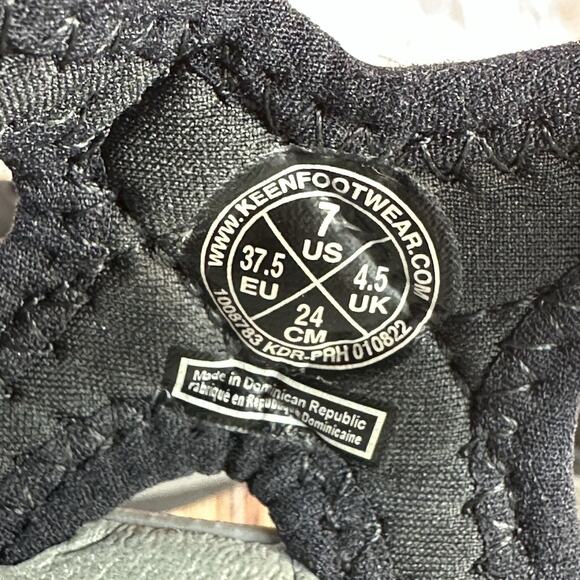 WWW.KEENFOOTWEAR.COM
7
US
37.5
EU
4.5
UK
24
CM
1008783 KDR-PRH 010822
Made in Dominican Republic
fabriqué en République Dominicaine